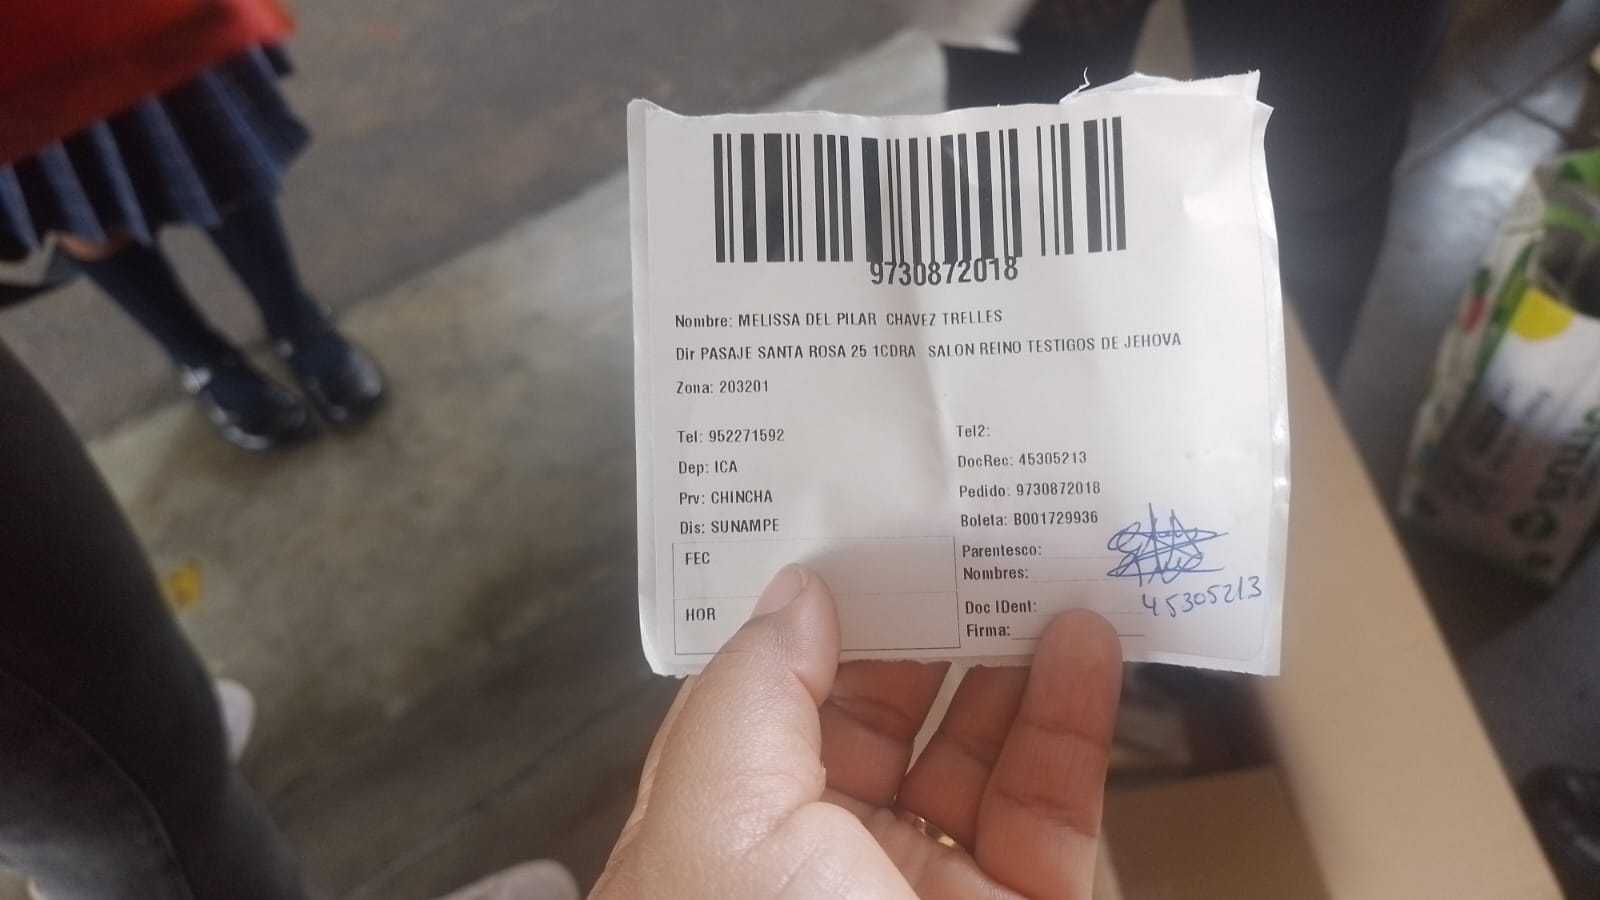 9730872018
Nombre: MELISSA DEL PILAR CHAVEZ TRELLES
Dir PASAJE SANTA ROSA 25 1CDRA SALON REINO TESTIGOS DE JEHOVA
Zona: 203201
Tel: 952271592
Tel2:
Dep: ICA
DocRec: 45305213
Prv: CHINCHA
Pedido: 9730872018
Dis: SUNAMPE
Boleta: B001729936
FEC
Parentesco:
Nombres:
HOR
Doc IDent:
45305213
Firma: